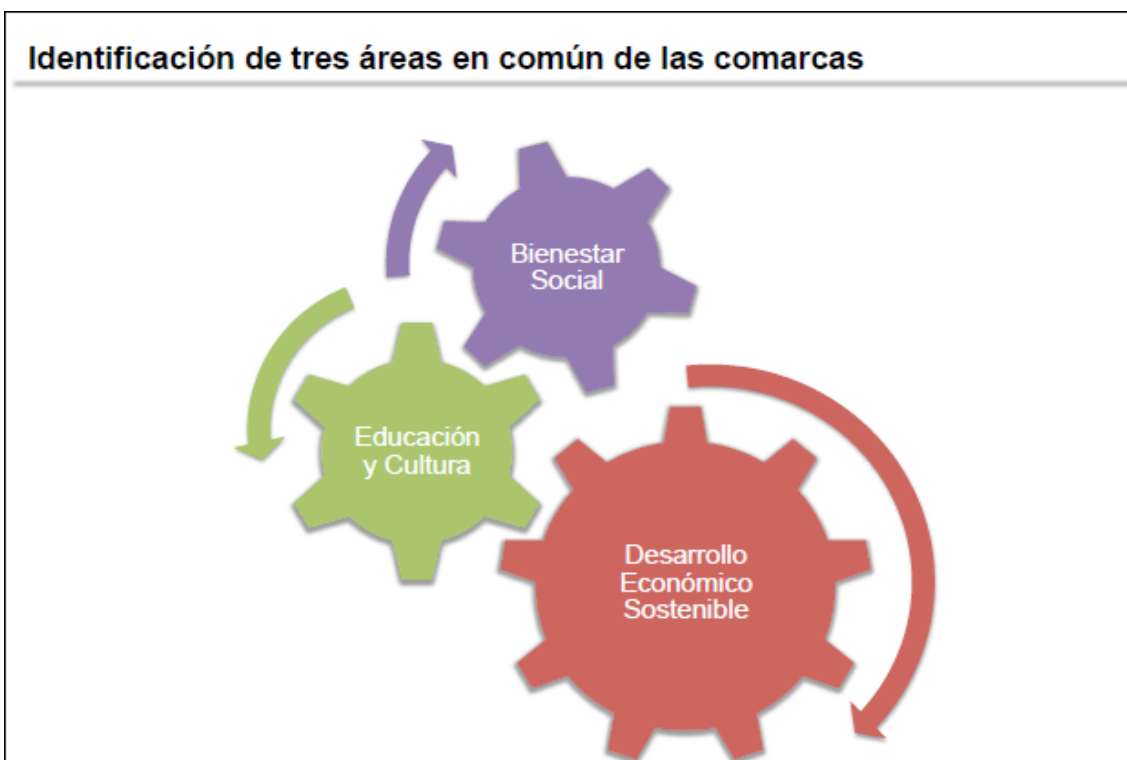 Identificación de tres áreas en común de las comarcas
Bienestar
Social
Educación
y Cultura
Desarrollo
Económico
Sostenible